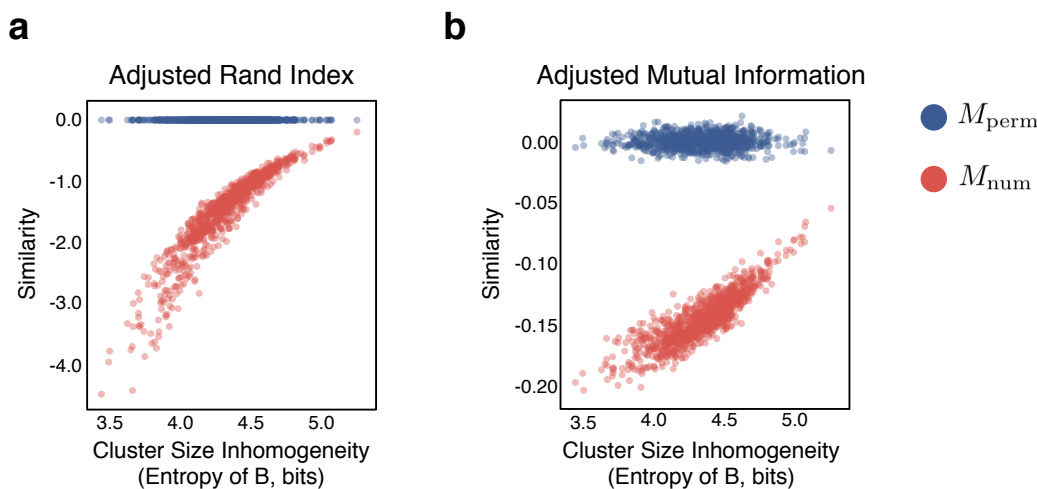 a
Adjusted Rand Index
0.0
-1.0
-2.0
-3.0
-4.0
Similarity
3.5 4.0 4.5 5.0
Cluster Size Inhomogeneity
(Entropy of B, bits)
b
Adjusted Mutual Information
0.00
-0.05
-0.10
-0.15
-0.20
Similarity
3.5 4.0 4.5 5.0
Cluster Size Inhomogeneity
(Entropy of B, bits)
M_perm
M_num